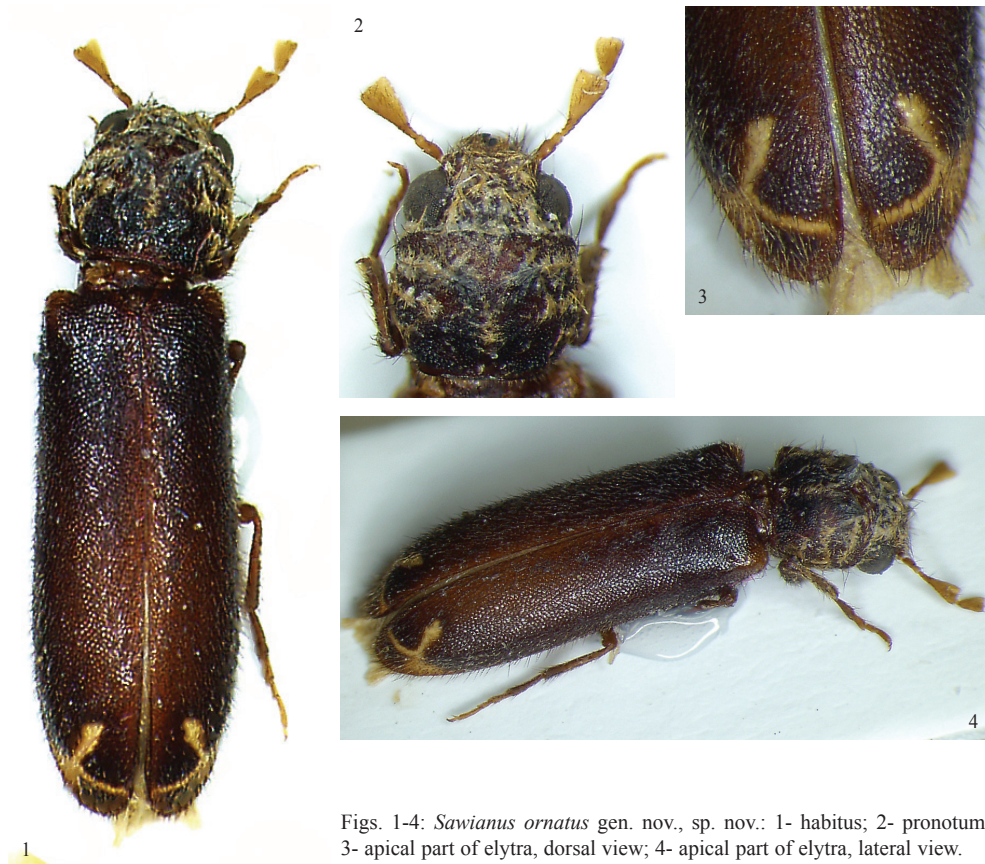 2
3
1
4
Figs. 1-4: Sawianus ornatus gen. nov., sp. nov.: 1- habitus; 2- pronotum
3- apical part of elytra, dorsal view; 4- apical part of elytra, lateral view.